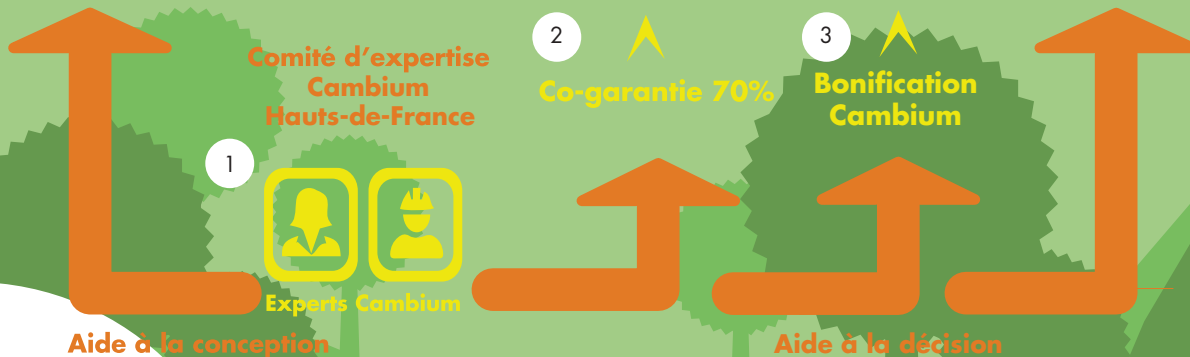 1
Comité d'expertise
Cambium
Hauts-de-France
Experts Cambium
2
Co-garantie 70%
3
Bonification
Cambium
Aide à la conception
Aide à la décision